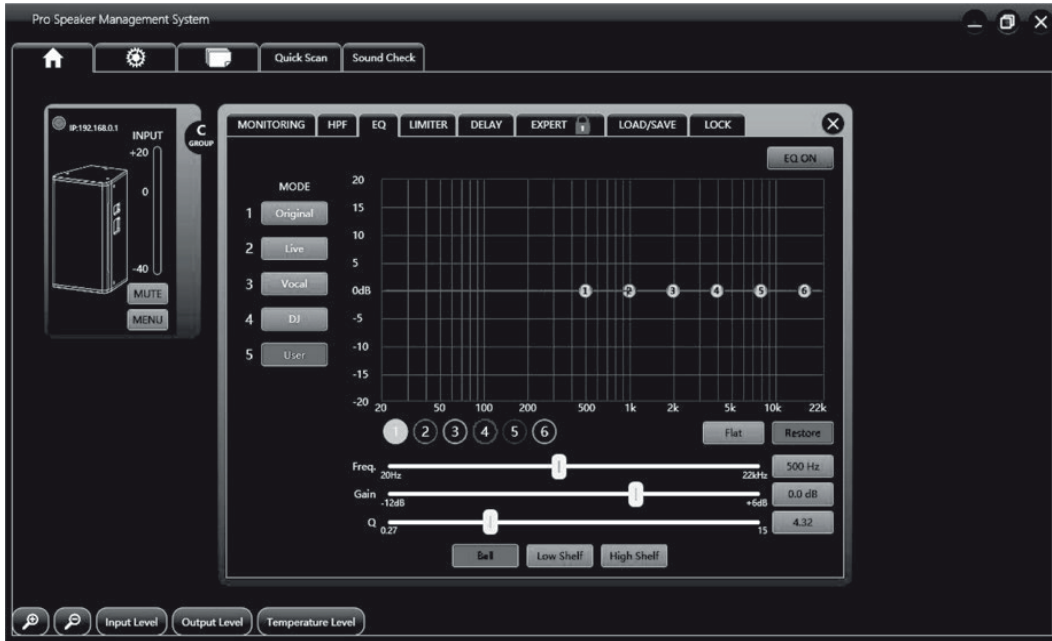 Pro Speaker Management System
Quick Scan
Sound Check
IP:192.168.0.1
INPUT
+20
0
-40
MUTE
MENU
C
GROUP
MONITORING
HPF
EQ
LIMITER
DELAY
EXPERT
LOAD/SAVE
LOCK
EQ ON
MODE
1 Original
2 Live
3 Vocal
4 DJ
5 User
20
15
10
5
0dB
-5
-10
-15
-20
1 2 3 4 5 6
20 50 100 200 500 1k 2k 5k 10k 22k
1 2 3 4 5 6
Flat
Restore
Freq. 20Hz 22kHz 500 Hz
Gain -12dB +6dB 0.0 dB
Q 0.27 15 4.32
Bell
Low Shelf
High Shelf
Input Level
Output Level
Temperature Level